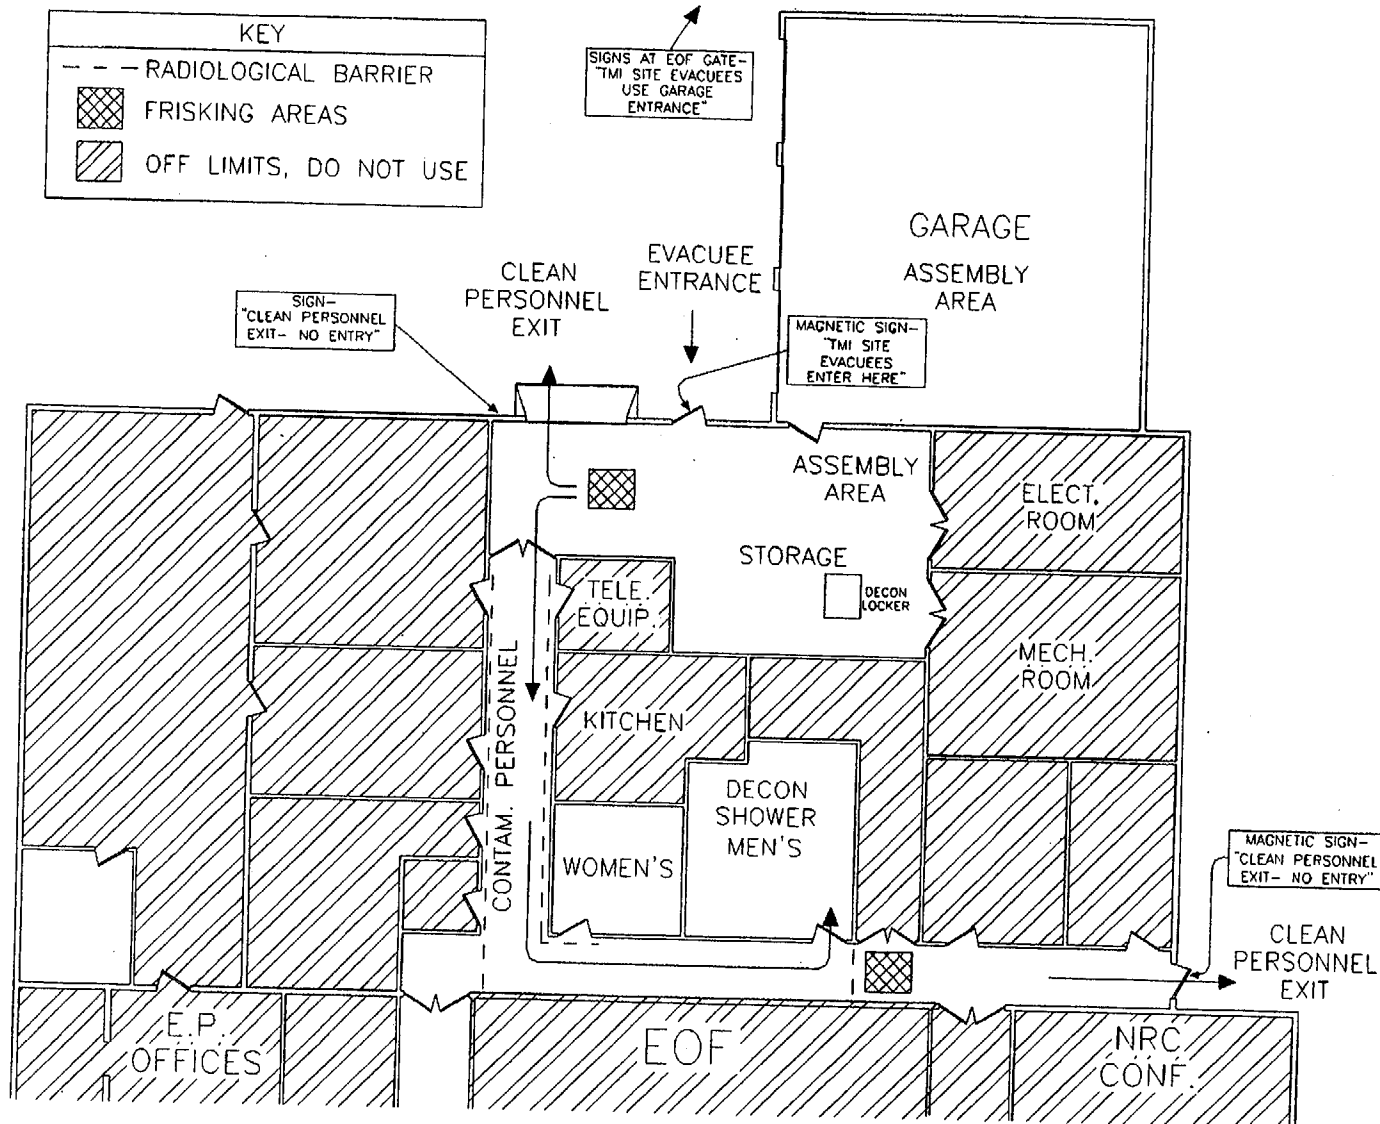 KEY
RADIOLOGICAL BARRIER
FRISKING AREAS
OFF LIMITS, DO NOT USE
SIGNS AT EOF GATE-
"TMI SITE EVACUEES
USE GARAGE
ENTRANCE"
GARAGE
ASSEMBLY
AREA
EVACUEE
ENTRANCE
CLEAN
PERSONNEL
EXIT
SIGN-
"CLEAN PERSONNEL
EXIT- NO ENTRY"
MAGNETIC SIGN-
"TMI SITE
EVACUEES
ENTER HERE"
ASSEMBLY
AREA
ELECT.
ROOM
STORAGE
DECON
LOCKER
TELE.
EQUIP.
MECH.
ROOM
CONTAM. PERSONNEL
KITCHEN
DECON
SHOWER
MEN'S
WOMEN'S
MAGNETIC SIGN-
"CLEAN PERSONNEL
EXIT- NO ENTRY"
CLEAN
PERSONNEL
EXIT
E.P.
OFFICES
EOF
NRC
CONF.